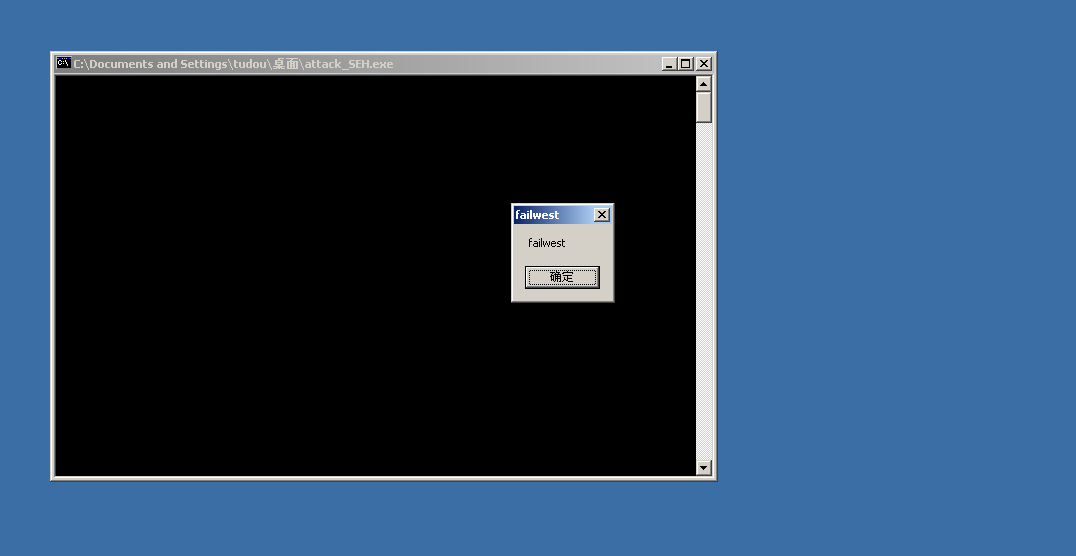 C:\Documents and Settings\tudou\桌面\attack_SEH.exe
failwest
failwest
确定